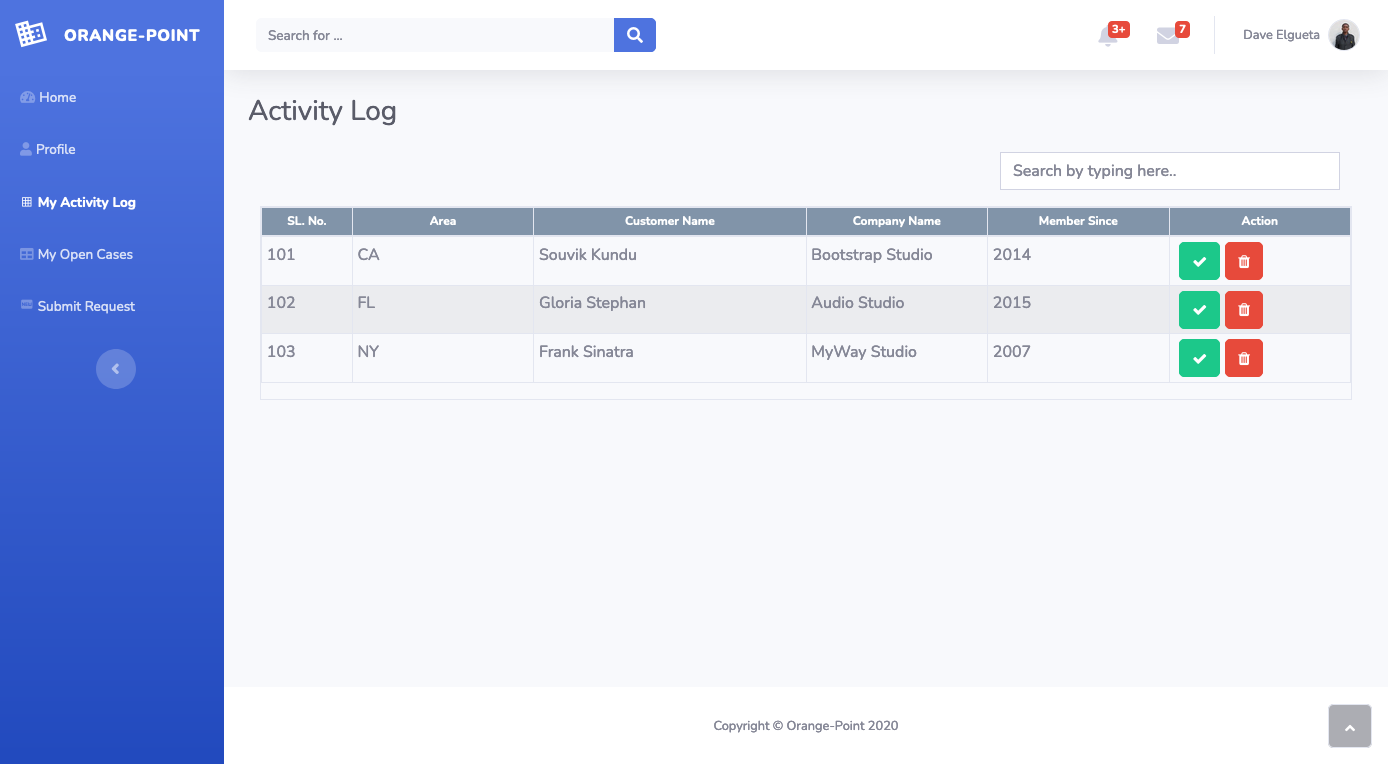 ORANGE-POINT
Home
Profile
My Activity Log
My Open Cases
Submit Request
Search for ...
3+
7
Dave Elgueta
Activity Log
Search by typing here..
SL. No. Area Customer Name Company Name Member Since Action
101 CA Souvik Kundu Bootstrap Studio 2014
102 FL Gloria Stephan Audio Studio 2015
103 NY Frank Sinatra MyWay Studio 2007
Copyright © Orange-Point 2020